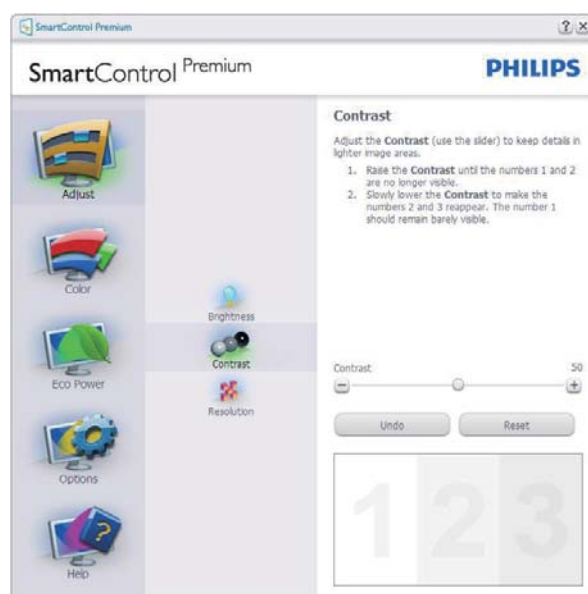 SmartControl Premium
? X
SmartControl Premium
PHILIPS
Adjust
Color
Eco Power
Options
? 
Help
Brightness
Contrast
Resolution
Contrast
Adjust the Contrast (use the slider) to keep details in
lighter image areas.
1. Raise the Contrast until the numbers 1 and 2
are no longer visible.
2. Slowly lower the Contrast to make the
numbers 2 and 3 reappear. The number 1
should remain barely visible.
Contrast 50
Undo Reset
1 2 3